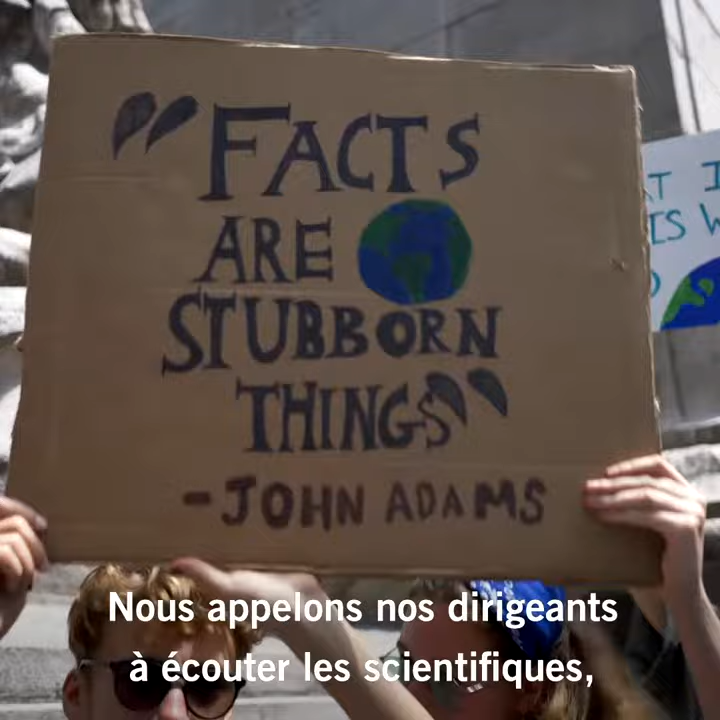 "FACTS
ARE
STUBBORN
THINGS"
-JOHN ADAMS
Nous appelons nos dirigeants
à écouter les scientifiques,